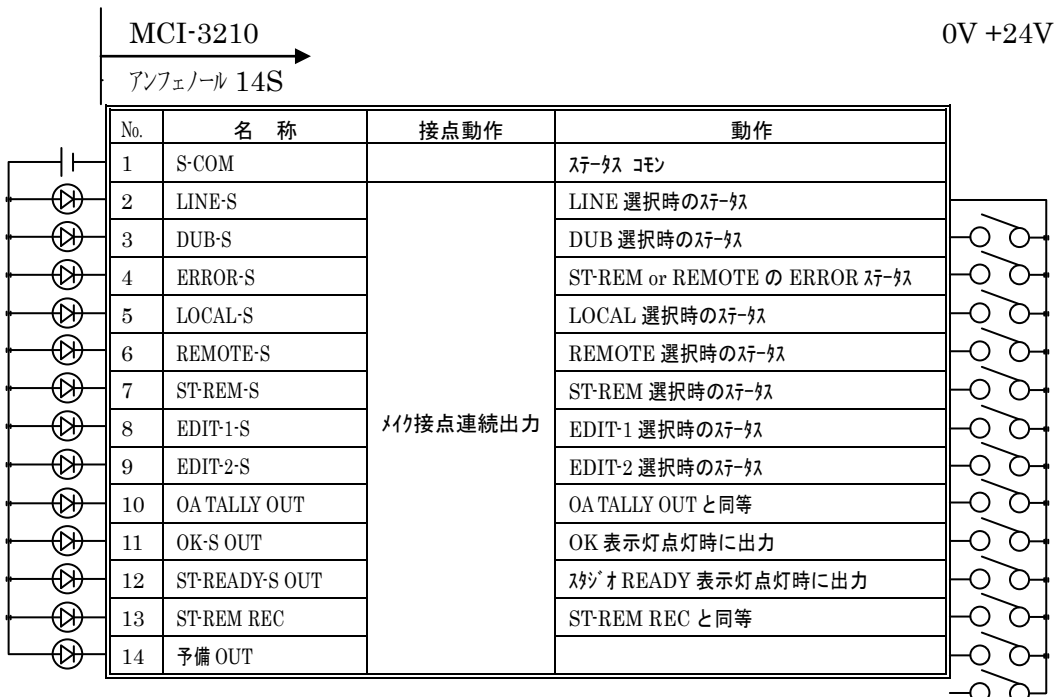 MCI-3210 0V +24V
アンフェノール 14S
No. 名 称 接点動作 動作
1 S-COM ステータス コモン
2 LINE-S LINE 選択時のステータス
3 DUB-S DUB 選択時のステータス
4 ERROR-S ST-REM or REMOTE の ERROR ステータス
5 LOCAL-S LOCAL 選択時のステータス
6 REMOTE-S REMOTE 選択時のステータス
7 ST-REM-S ST-REM 選択時のステータス
8 EDIT-1-S メイク接点連続出力 EDIT-1 選択時のステータス
9 EDIT-2-S EDIT-2 選択時のステータス
10 OA TALLY OUT OA TALLY OUT と同等
11 OK-S OUT OK 表示灯点灯時に出力
12 ST-READY-S OUT スタジオ READY 表示灯点灯時に出力
13 ST-REM REC ST-REM REC と同等
14 予備 OUT